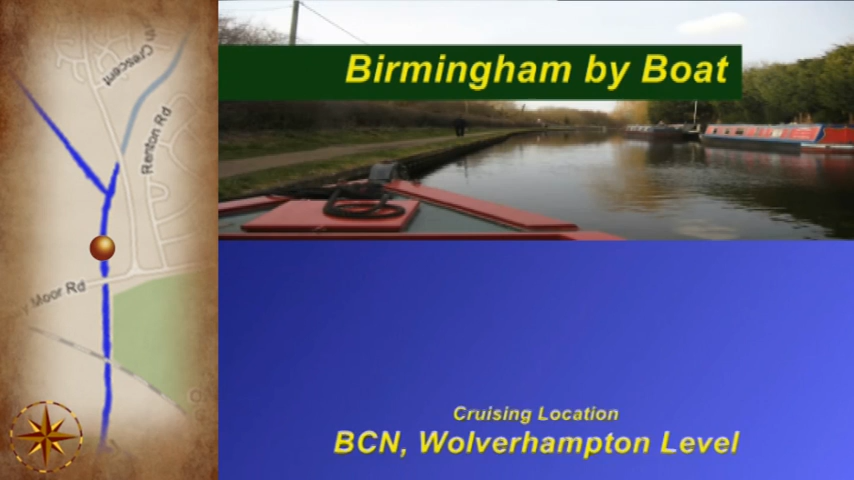 Crescent
Renton Rd
Moor Rd
Birmingham by Boat
Cruising Location
BCN, Wolverhampton Level